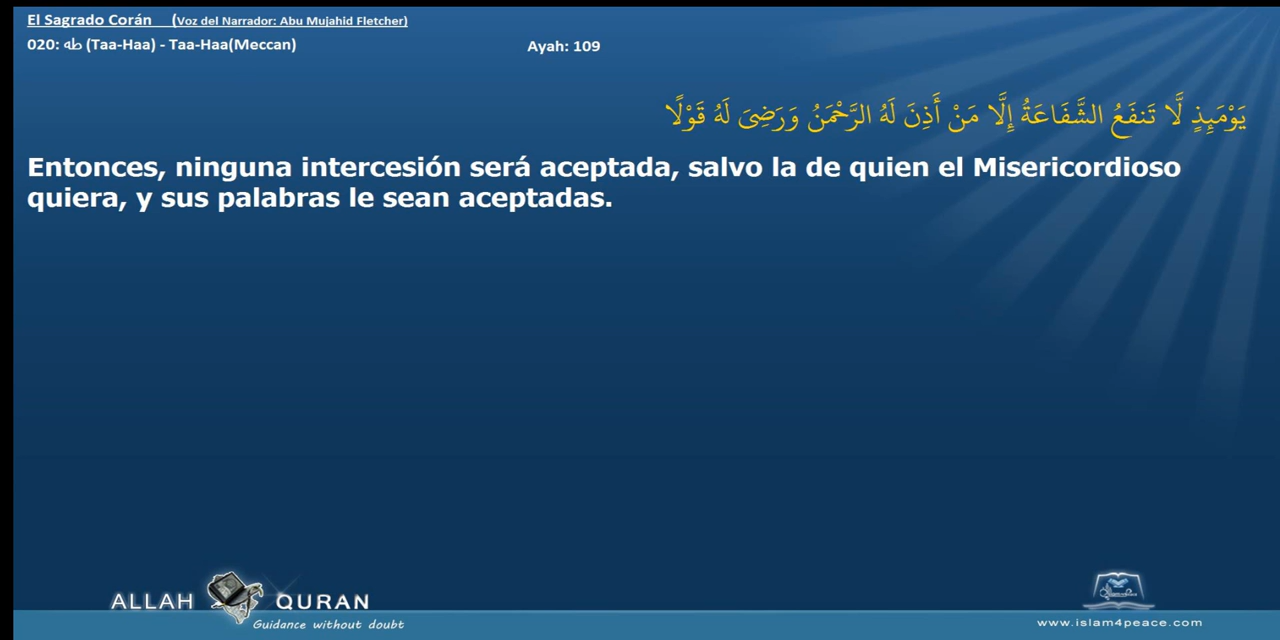 El Sagrado Corán (Voz del Narrador: Abu Mujahid Fletcher)
020: طه (Taa-Haa) - Taa-Haa(Meccan) Ayah: 109
يَوْمَئِذٍ لَّا تَنفَعُ الشَّفَاعَةُ إِلَّا مَنْ أَذِنَ لَهُ الرَّحْمَنُ وَرَضِىَ لَهُ قَوْلًا
Entonces, ninguna intercesión será aceptada, salvo la de quien el Misericordioso
quiera, y sus palabras le sean aceptadas.
ALLAH QURAN
Guidance without doubt
www.islam4peace.com